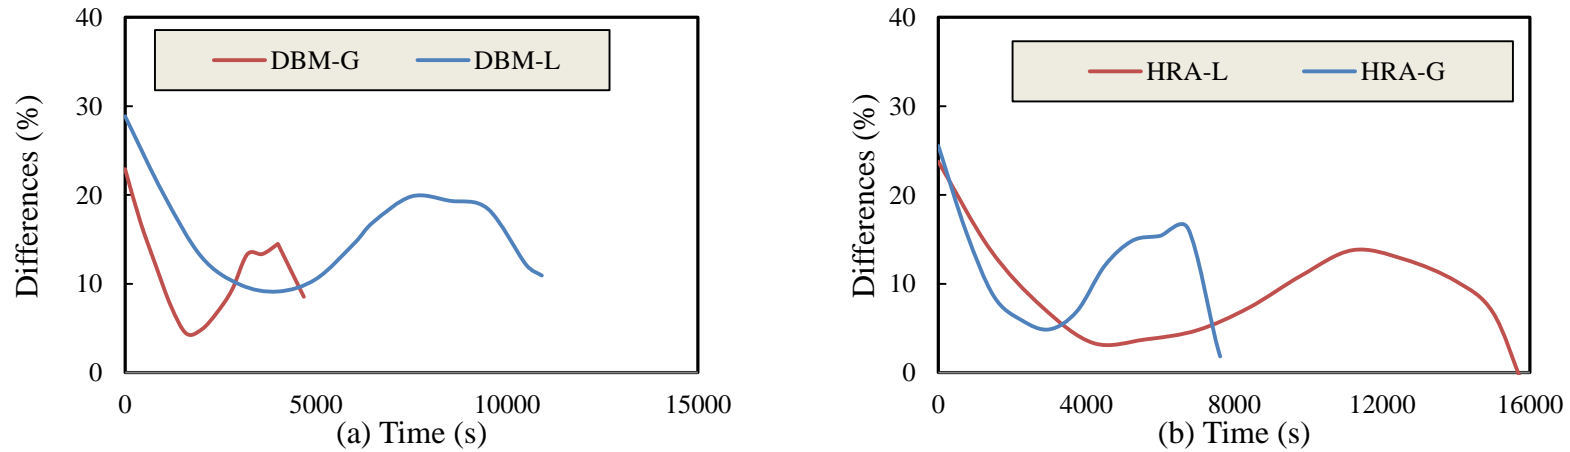 40
30
20
10
0
Differences (%)
DBM-G DBM-L
0 5000 10000 15000
(a) Time (s)
40
30
20
10
0
Differences (%)
HRA-L HRA-G
0 4000 8000 12000 16000
(b) Time (s)